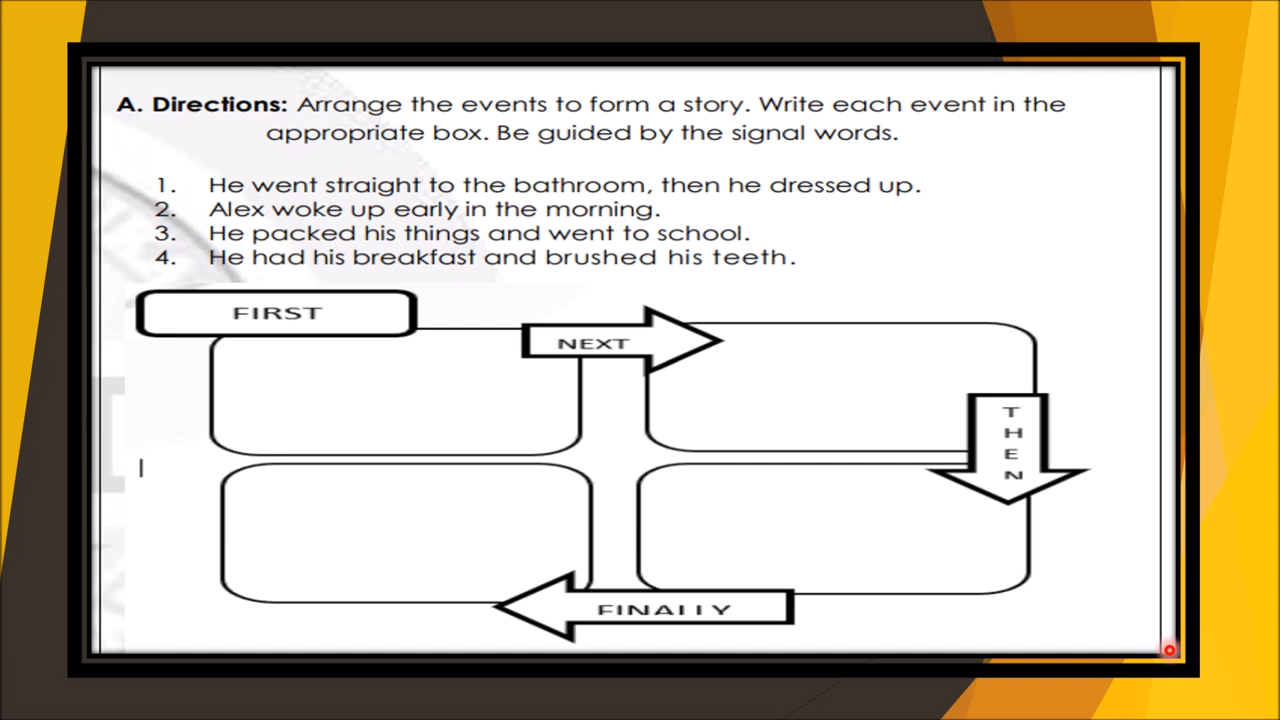 A. Directions: Arrange the events to form a story. Write each event in the
appropriate box. Be guided by the signal words.
1. He went straight to the bathroom, then he dressed up.
2. Alex woke up early in the morning.
3. He packed his things and went to school.
4. He had his breakfast and brushed his teeth.
FIRST
NEXT
THEN
FINALLY